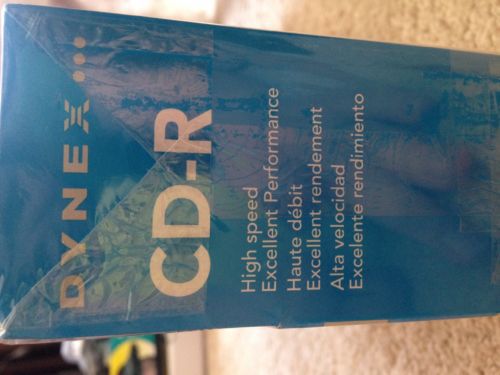 DYNEX
CD-R
High speed
Excellent Performance
Haute débit
Excellent rendement
Alta velocidad
Excelente rendimiento